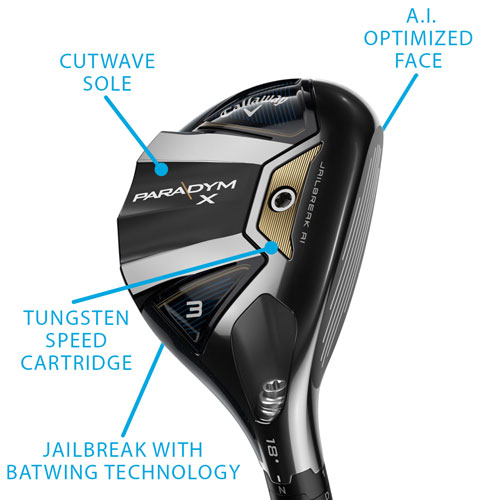 A.I.
OPTIMIZED
FACE
CUTWAVE
SOLE
Callaway
JAILBREAK AI
PARADYM
X
3
TUNGSTEN
SPEED
CARTRIDGE
JAILBREAK WITH
BATWING TECHNOLOGY
18°
N